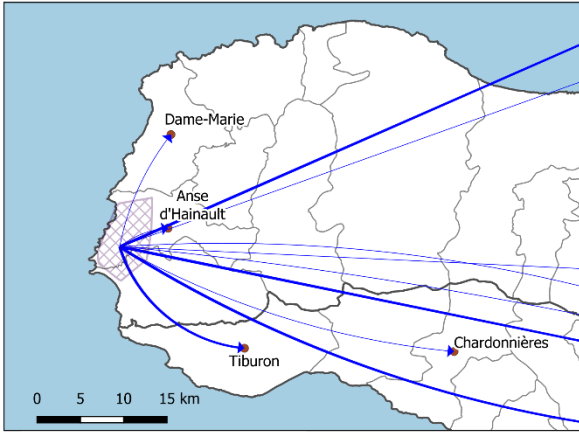 Dame-Marie
Anse
d'Hainault
Tiburon
Chardonnières
0 5 10 15 km